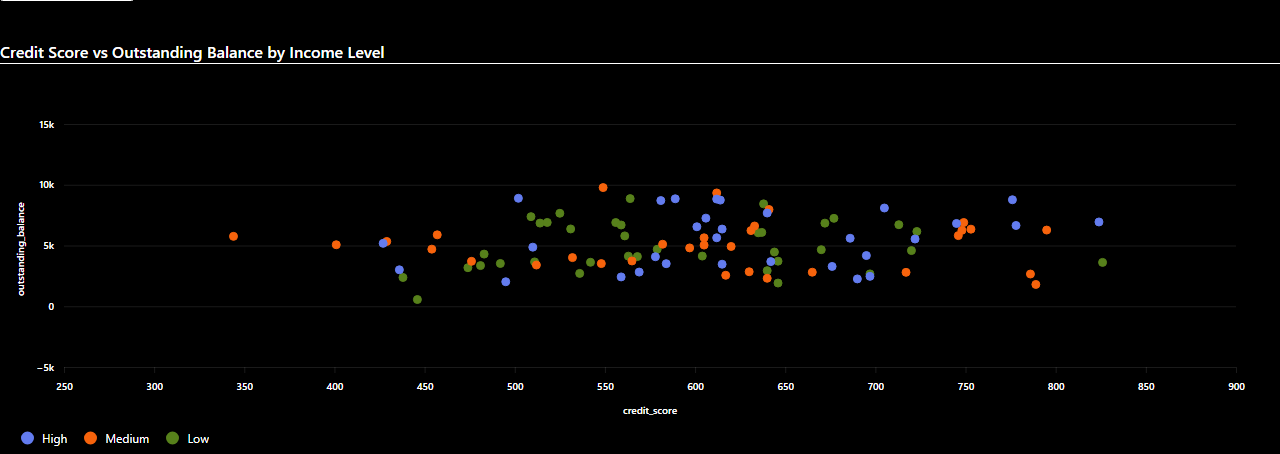 Credit Score vs Outstanding Balance by Income Level
15k
10k
5k
0
−5k
outstanding_balance
250 300 350 400 450 500 550 600 650 700 750 800 850 900
credit_score
High Medium Low